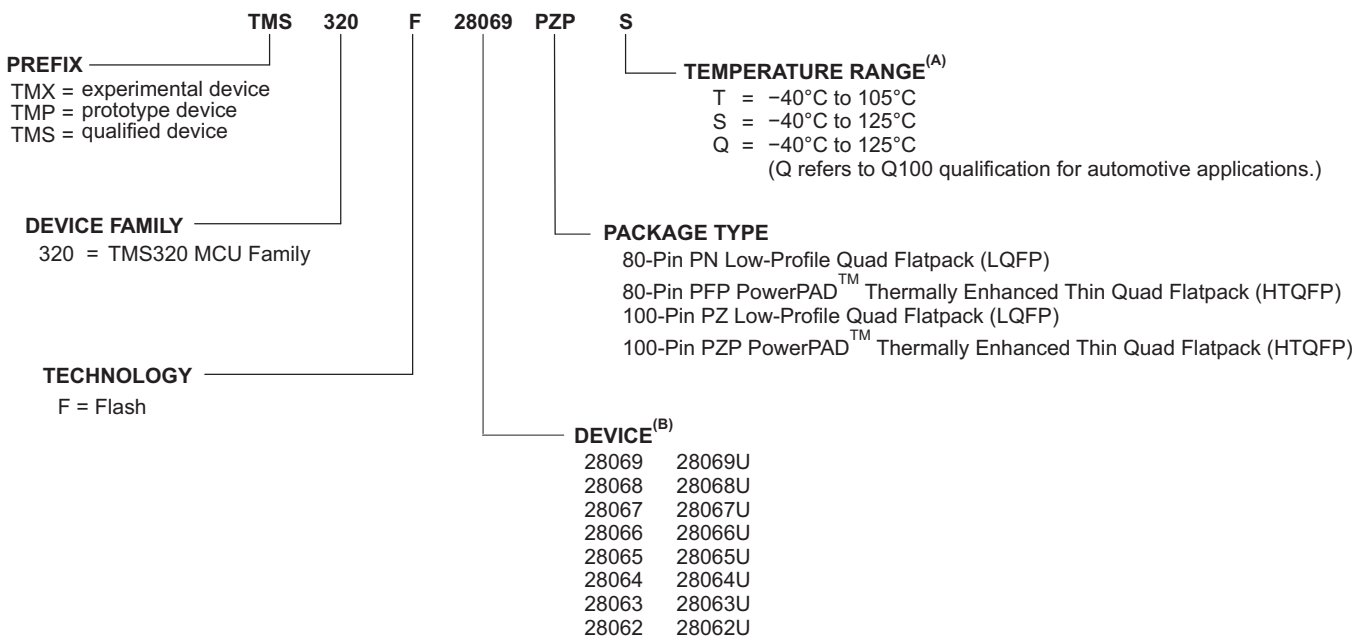 TMS 320 F 28069 PZP S
PREFIX
TMX = experimental device
TMP = prototype device
TMS = qualified device
TEMPERATURE RANGE(A)
T = −40°C to 105°C
S = −40°C to 125°C
Q = −40°C to 125°C
(Q refers to Q100 qualification for automotive applications.)
DEVICE FAMILY
320 = TMS320 MCU Family
PACKAGE TYPE
80-Pin PN Low-Profile Quad Flatpack (LQFP)
80-Pin PFP PowerPAD™ Thermally Enhanced Thin Quad Flatpack (HTQFP)
100-Pin PZ Low-Profile Quad Flatpack (LQFP)
100-Pin PZP PowerPAD™ Thermally Enhanced Thin Quad Flatpack (HTQFP)
TECHNOLOGY
F = Flash
DEVICE(B)
28069 28069U
28068 28068U
28067 28067U
28066 28066U
28065 28065U
28064 28064U
28063 28063U
28062 28062U